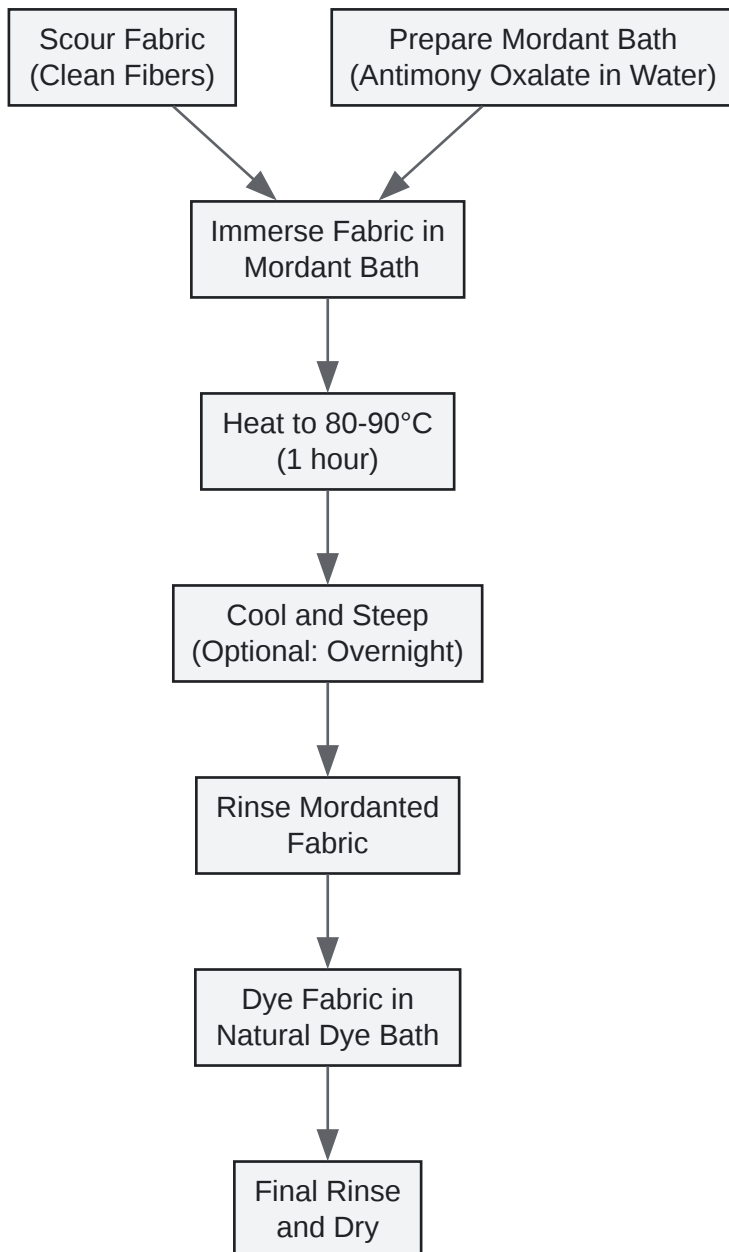 Scour Fabric
(Clean Fibers)
Prepare Mordant Bath
(Antimony Oxalate in Water)
Immerse Fabric in
Mordant Bath
Heat to 80-90°C
(1 hour)
Cool and Steep
(Optional: Overnight)
Rinse Mordanted
Fabric
Dye Fabric in
Natural Dye Bath
Final Rinse
and Dry